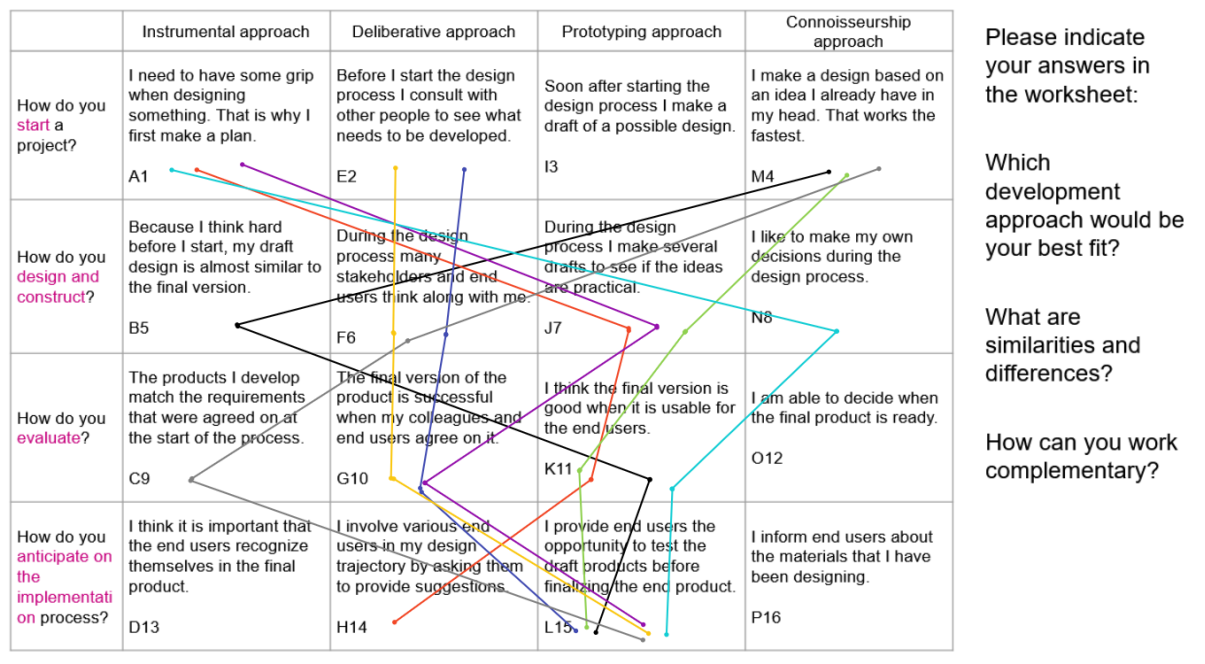 Instrumental approach
Deliberative approach
Prototyping approach
Connoisseurship
approach
How do you
start a
project?
I need to have some grip
when designing
something. That is why I
first make a plan.
A1
Before I start the design
process I consult with
other people to see what
needs to be developed.
E2
Soon after starting the
design process I make a
draft of a possible design.
I3
I make a design based on
an idea I already have in
my head. That works the
fastest.
M4
How do you
design and
construct?
Because I think hard
before I start, my draft
design is almost similar to
the final version.
B5
During the design
process many
stakeholders and end
users think along with me.
F6
During the design
process I make several
drafts to see if the ideas
are practical.
J7
I like to make my own
decisions during the
design process.
N8
How do you
evaluate?
The products I develop
match the requirements
that were agreed on at
the start of the process.
C9
The final version of the
product is successful
when my colleagues and
end users agree on it.
G10
I think the final version is
good when it is usable for
the end users.
K11
I am able to decide when
the final product is ready.
O12
How do you
anticipate on
the
implementati
on process?
I think it is important that
the end users recognize
themselves in the final
product.
D13
I involve various end
users in my design
trajectory by asking them
to provide suggestions.
H14
I provide end users the
opportunity to test the
draft products before
finalizing the end product.
L15
I inform end users about
the materials that I have
been designing.
P16
Please indicate
your answers in
the worksheet:
Which
development
approach would be
your best fit?
What are
similarities and
differences?
How can you work
complementary?